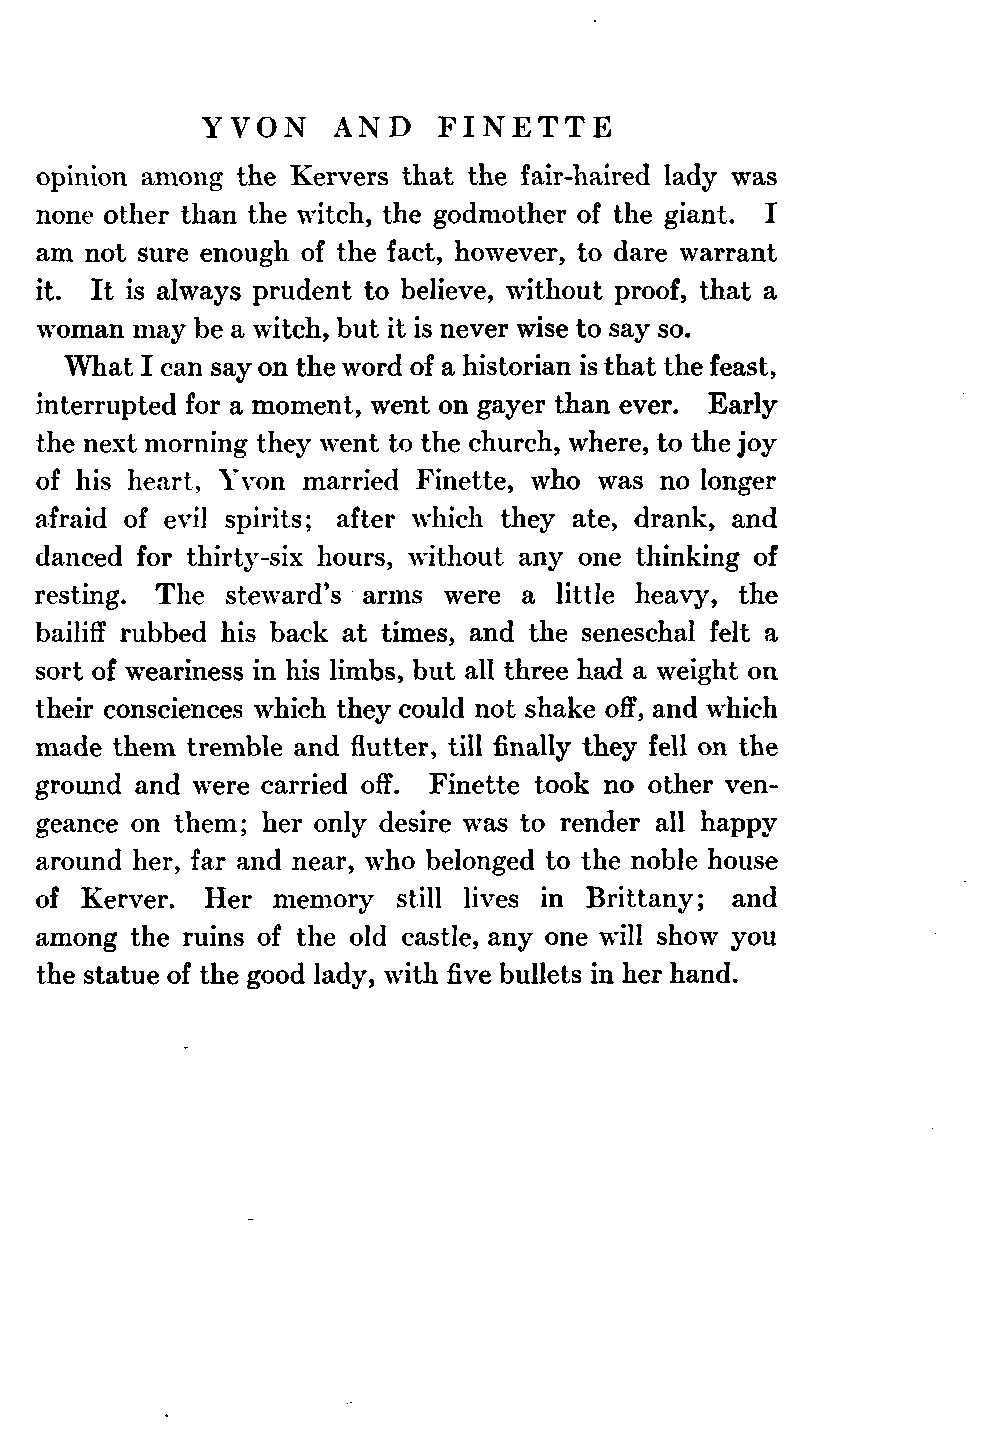 YVON AND FINETTE
opinion among the Kervers that the fair-haired lady was
none other than the witch, the godmother of the giant. I
am not sure enough of the fact, however, to dare warrant
it. It is always prudent to believe, without proof, that a
woman may be a witch, but it is never wise to say so.
What I can say on the word of a historian is that the feast,
interrupted for a moment, went on gayer than ever. Early
the next morning they went to the church, where, to the joy
of his heart, Yvon married Finette, who was no longer
afraid of evil spirits; after which they ate, drank, and
danced for thirty-six hours, without any one thinking of
resting. The steward's arms were a little heavy, the
bailiff rubbed his back at times, and the seneschal felt a
sort of weariness in his limbs, but all three had a weight on
their consciences which they could not shake off, and which
made them tremble and flutter, till finally they fell on the
ground and were carried off. Finette took no other ven-
geance on them; her only desire was to render all happy
around her, far and near, who belonged to the noble house
of Kerver. Her memory still lives in Brittany; and
among the ruins of the old castle, any one will show you
the statue of the good lady, with five bullets in her hand.